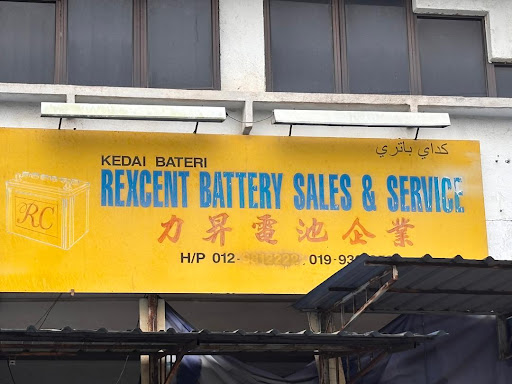 KEDAI BATERI
كداي باتري
REXCENT BATTERY SALES & SERVICE
RC
力昇電池企業
H/P 012- 019-93